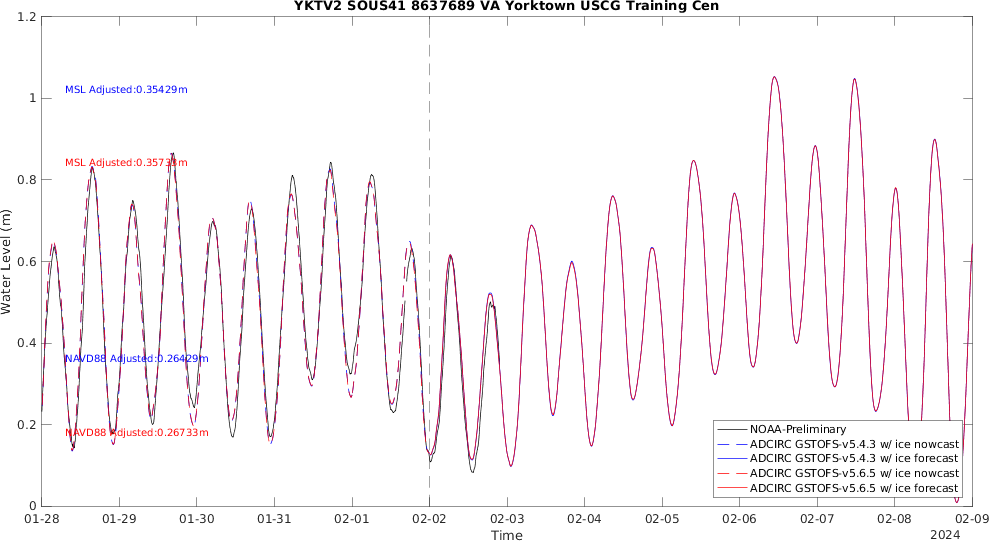 YKTV2 SOUS41 8637689 VA Yorktown USCG Training Cen
1.2
1
0.8
0.6
0.4
0.2
0
Water Level (m)
MSL Adjusted:0.35429m
MSL Adjusted:0.35733m
NAVD88 Adjusted:0.26429m
NAVD88 Adjusted:0.26733m
NOAA-Preliminary
ADCIRC GSTOFS-v5.4.3 w/ ice nowcast
ADCIRC GSTOFS-v5.4.3 w/ ice forecast
ADCIRC GSTOFS-v5.6.5 w/ ice nowcast
ADCIRC GSTOFS-v5.6.5 w/ ice forecast
01-28 01-29 01-30 01-31 02-01 02-02 02-03 02-04 02-05 02-06 02-07 02-08 02-09
Time
2024